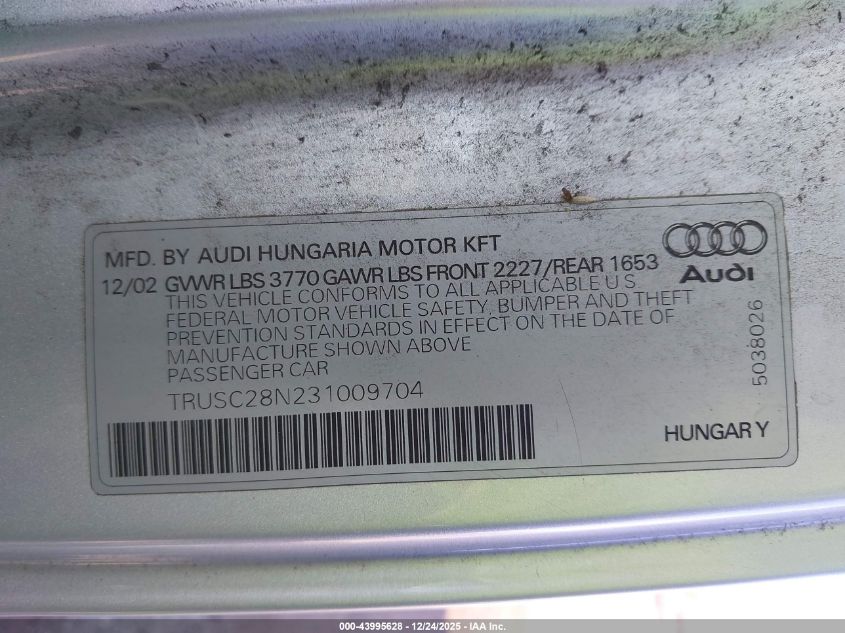 MFD. BY AUDI HUNGARIA MOTOR KFT
12/02 GVWR LBS 3770 GAWR LBS FRONT 2227/REAR 1653
THIS VEHICLE CONFORMS TO ALL APPLICABLE U S
FEDERAL MOTOR VEHICLE SAFETY, BUMPER AND THEFT
PREVENTION STANDARDS IN EFFECT ON THE DATE OF
MANUFACTURE SHOWN ABOVE
PASSENGER CAR
TRUSC28N231009704
Audi
5038026
HUNGARY
000-43995628 - 12/24/2025 - IAA Inc.